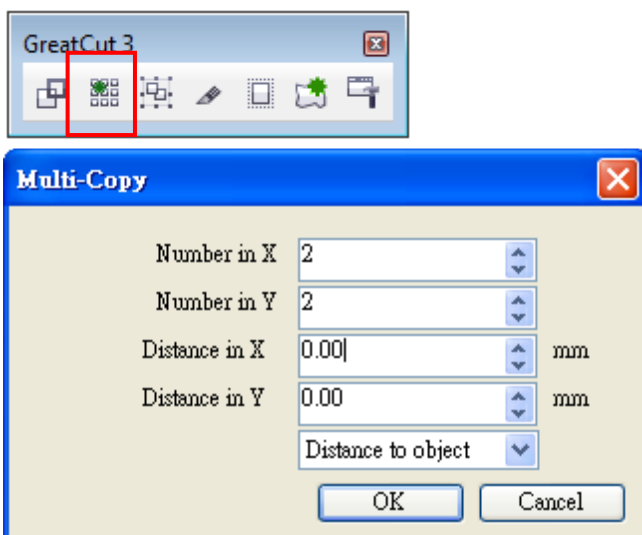 GreatCut 3
Multi-Copy
Number in X 2
Number in Y 2
Distance in X 0.00 mm
Distance in Y 0.00 mm
Distance to object
OK Cancel